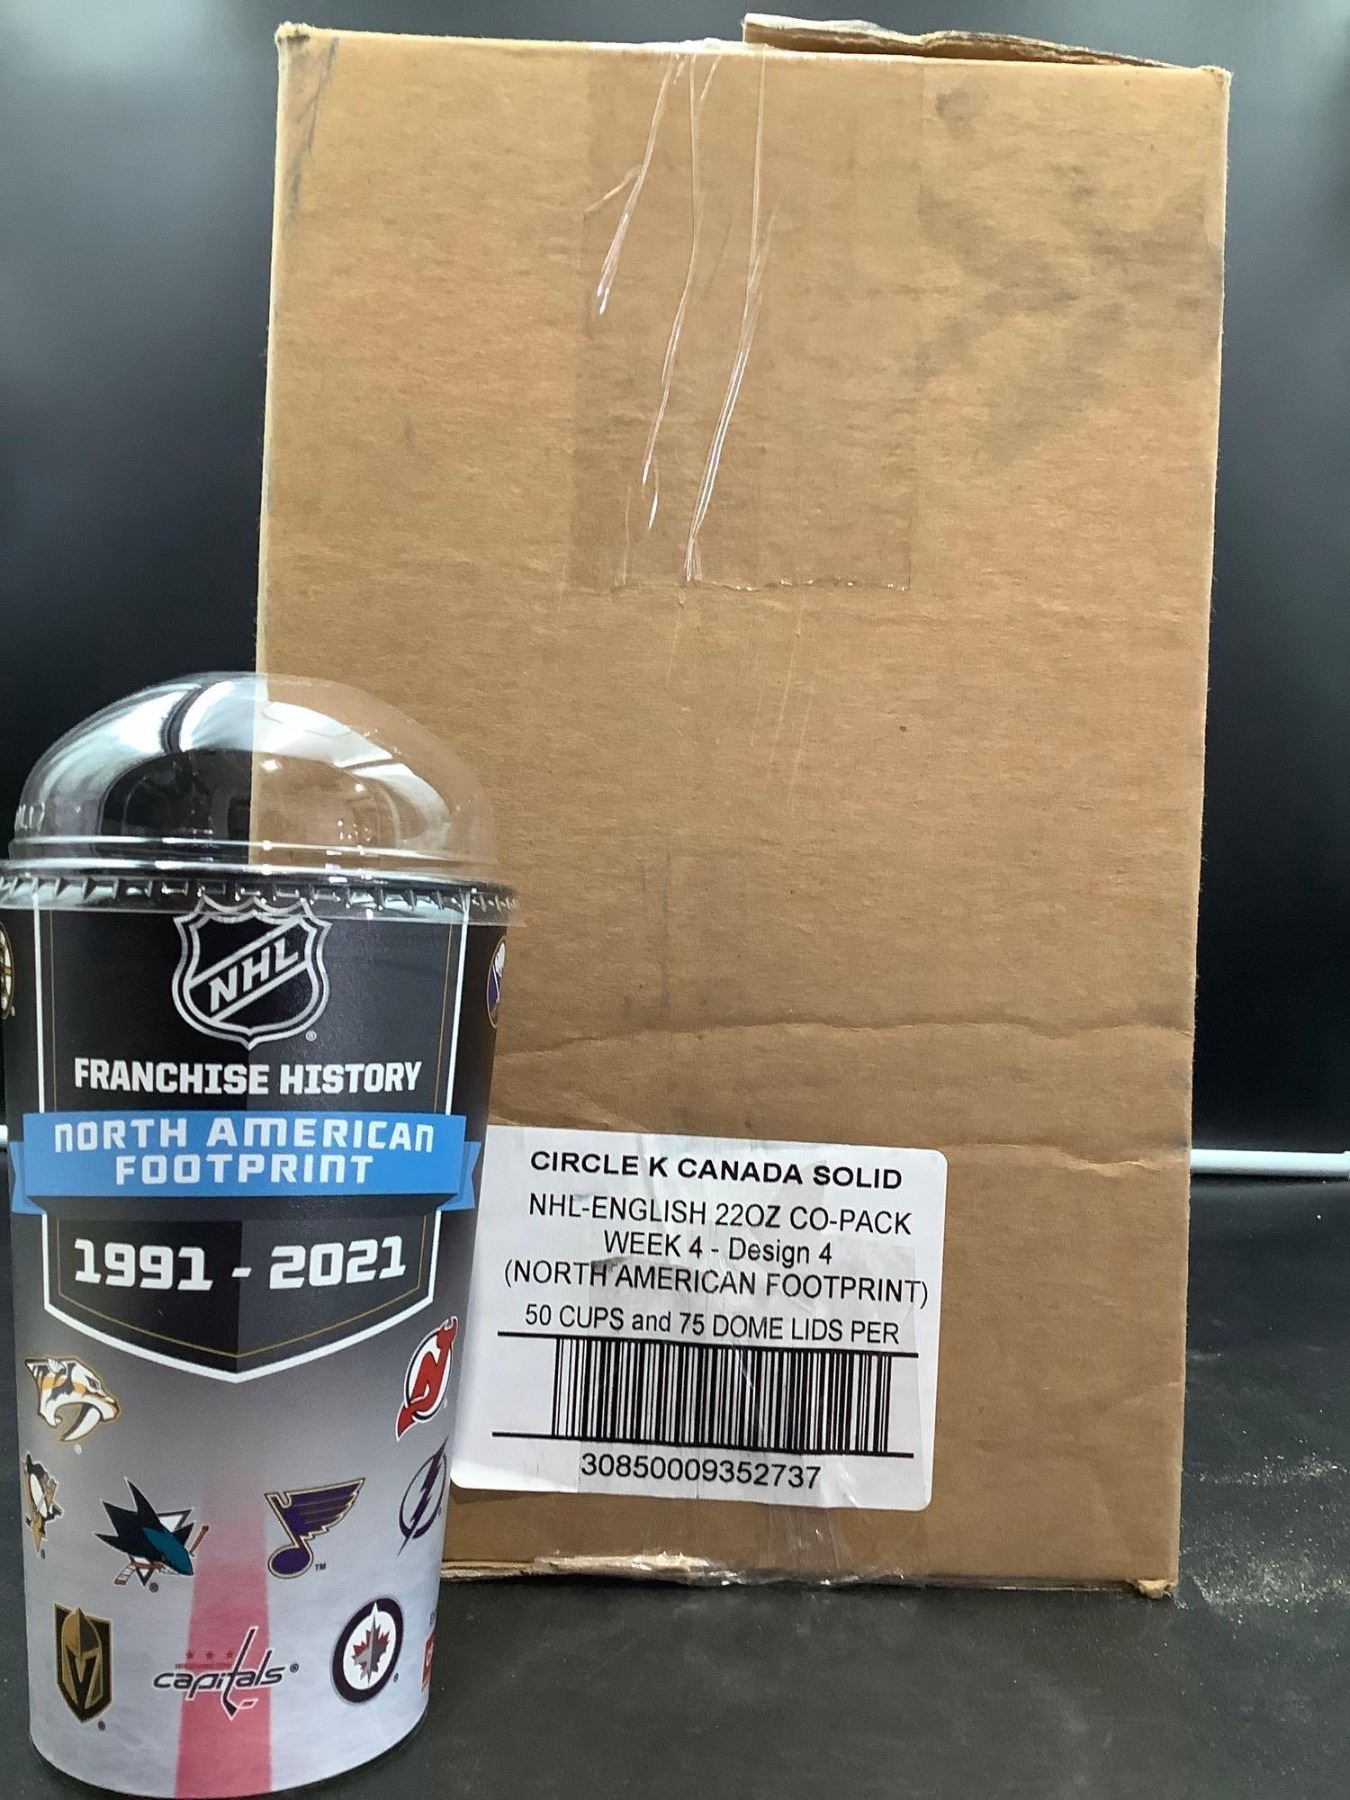 NHL
FRANCHISE HISTORY
NORTH AMERICAN
FOOTPRINT
1991 - 2021
capitals
CIRCLE K CANADA SOLID
NHL-ENGLISH 22OZ CO-PACK
WEEK 4 - Design 4
(NORTH AMERICAN FOOTPRINT)
50 CUPS and 75 DOME LIDS PER
30850009352737